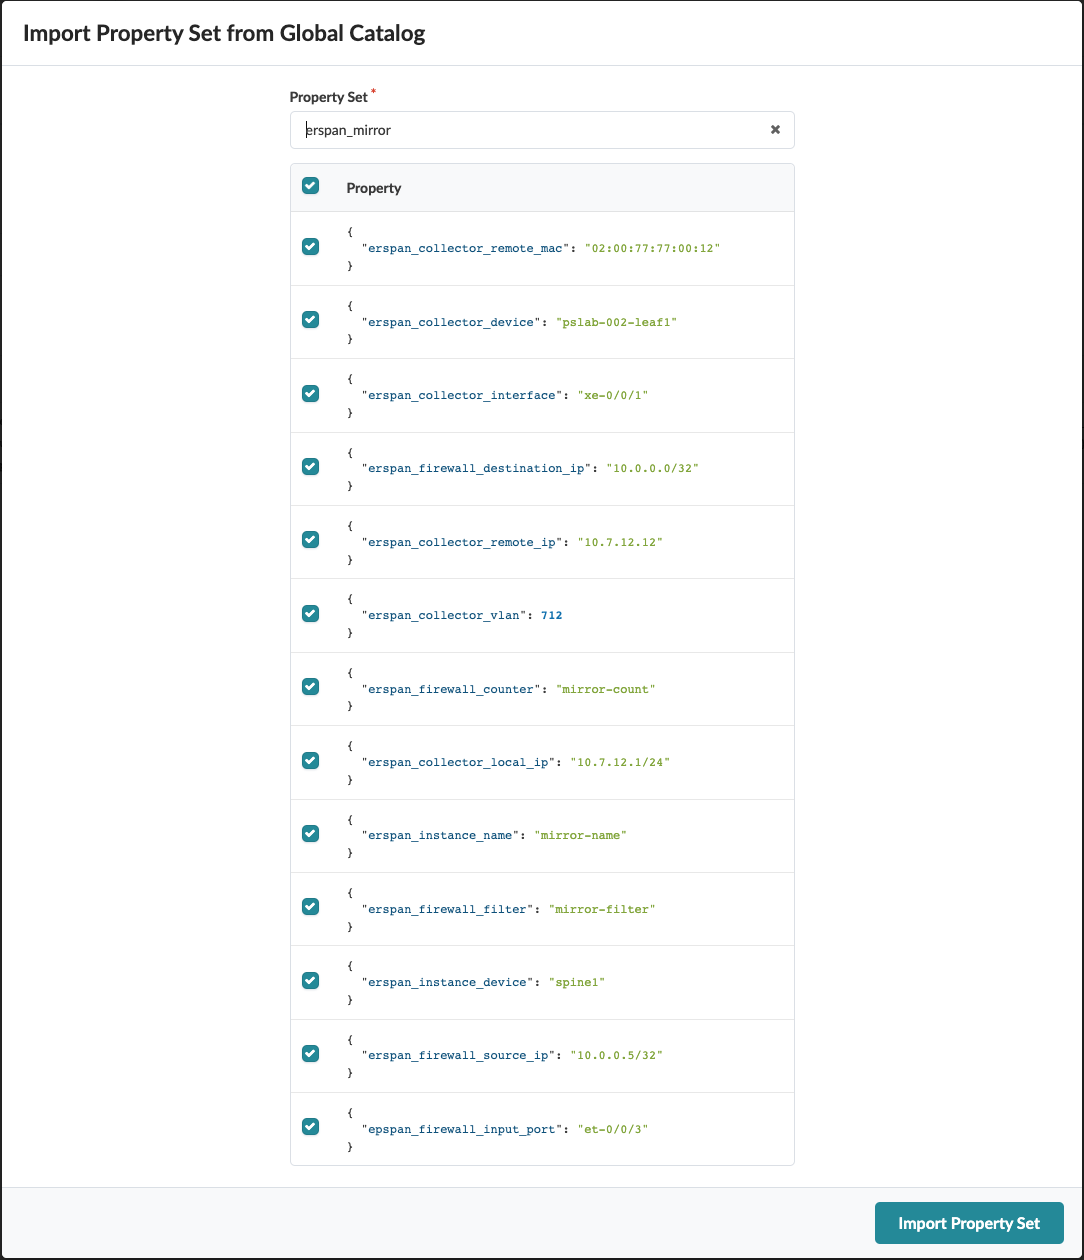 Import Property Set from Global Catalog
Property Set *
erspan_mirror
Property
{
"erspan_collector_remote_mac": "02:00:77:77:00:12"
}
{
"erspan_collector_device": "pslab-002-leaf1"
}
{
"erspan_collector_interface": "xe-0/0/1"
}
{
"erspan_firewall_destination_ip": "10.0.0.0/32"
}
{
"erspan_collector_remote_ip": "10.7.12.12"
}
{
"erspan_collector_vlan": 712
}
{
"erspan_firewall_counter": "mirror-count"
}
{
"erspan_collector_local_ip": "10.7.12.1/24"
}
{
"erspan_instance_name": "mirror-name"
}
{
"erspan_firewall_filter": "mirror-filter"
}
{
"erspan_instance_device": "spine1"
}
{
"erspan_firewall_source_ip": "10.0.0.5/32"
}
{
"epspan_firewall_input_port": "et-0/0/3"
}
Import Property Set